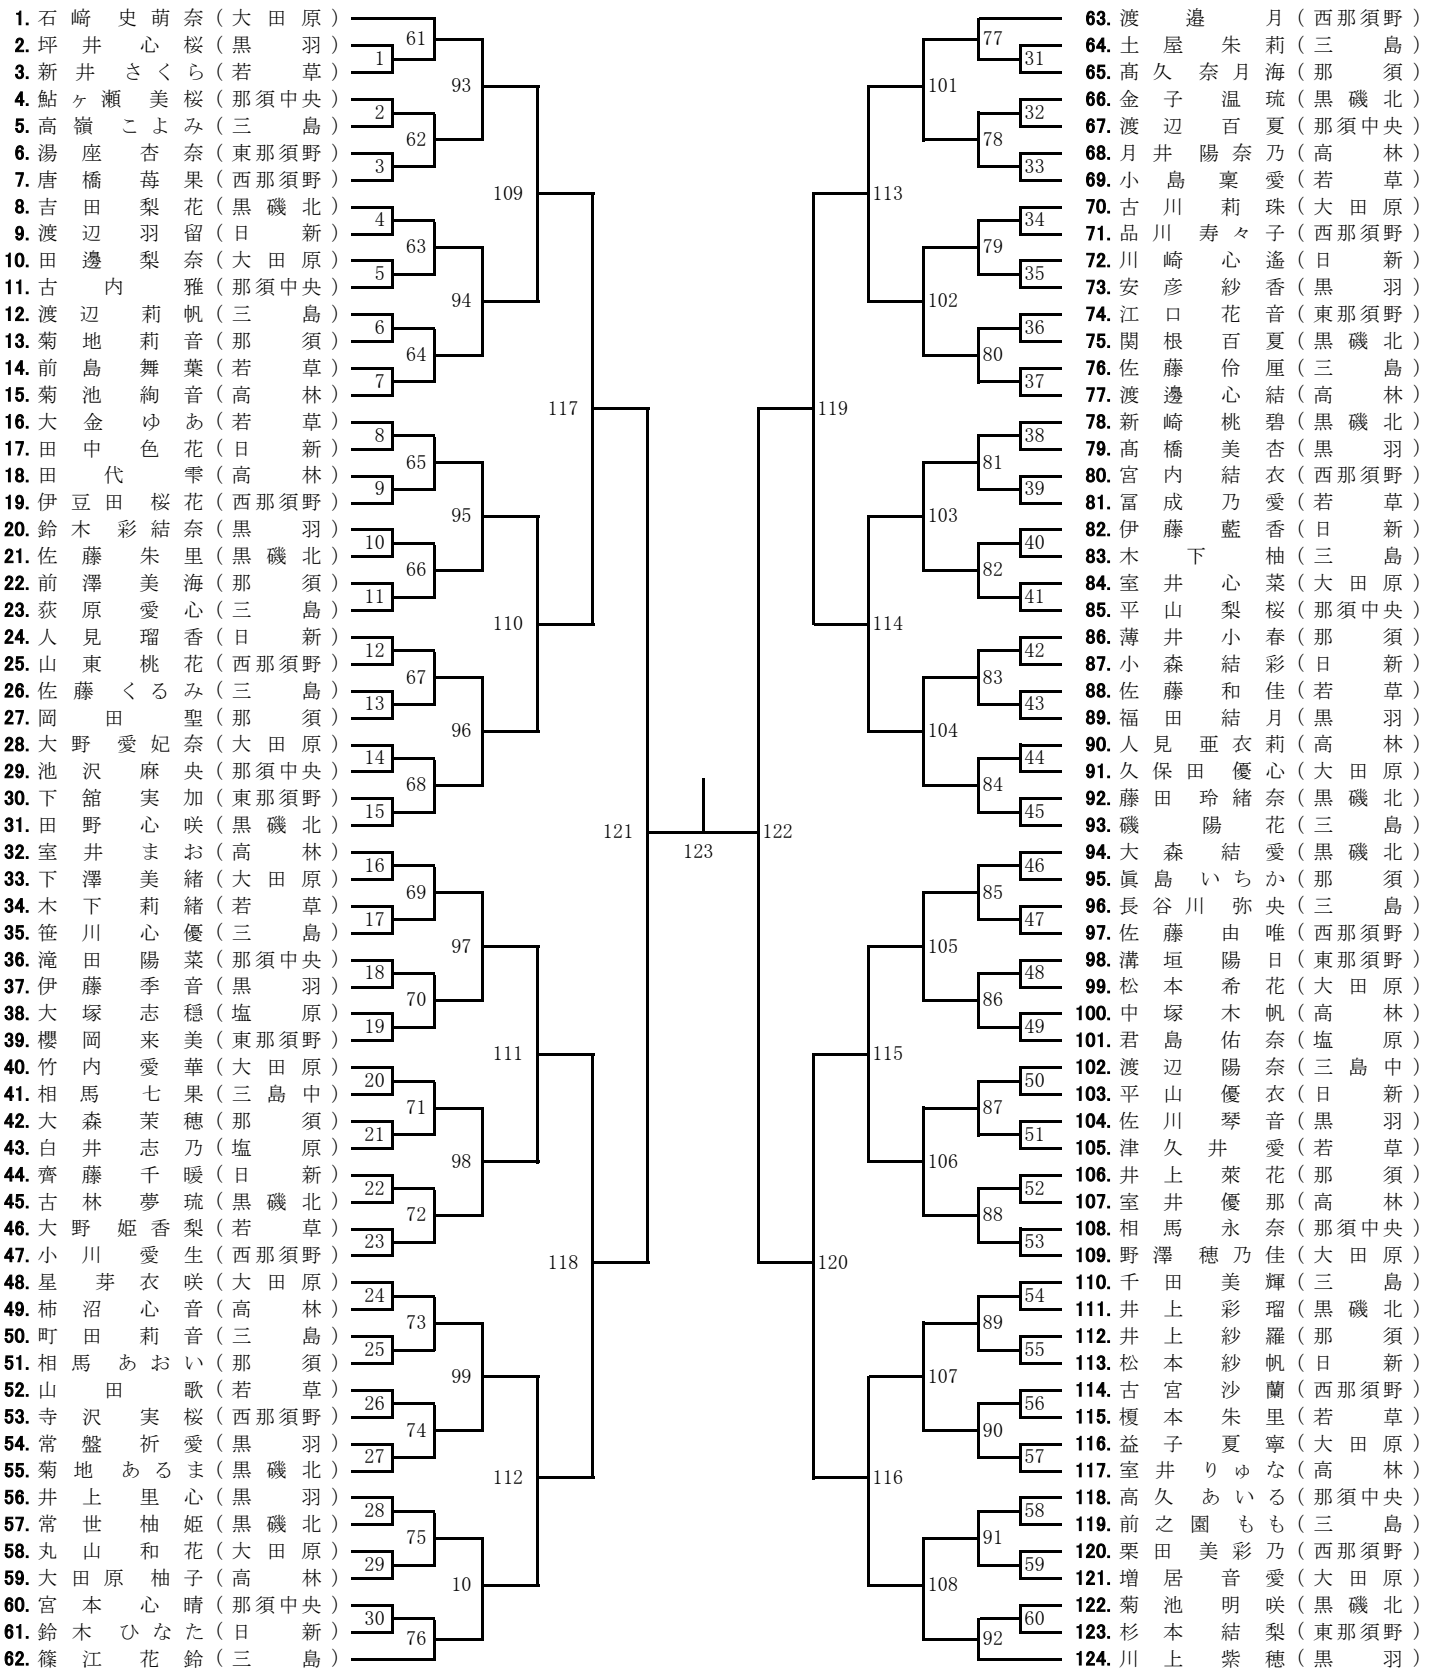 1. 石﨑史萌奈(大田原)
2. 坪井心桜(黒羽)
3. 新井さくら(若草)
4. 鮎ヶ瀬美桜(那須中央)
5. 高嶺こよみ(三島)
6. 湯座杏奈(東那須野)
7. 唐橋苺果(西那須野)
8. 吉田梨花(黒磯北)
9. 渡辺羽留(日新)
10. 田邊梨奈(大田原)
11. 古内雅(那須中央)
12. 渡辺莉帆(三島)
13. 菊地莉音(那須)
14. 前島舞葉(若草)
15. 菊池絢音(高林)
16. 大金ゆあ(若草)
17. 田中色花(日新)
18. 田代雫(高林)
19. 伊豆田桜花(西那須野)
20. 鈴木彩結奈(黒羽)
21. 佐藤朱里(黒磯北)
22. 前澤美海(那須)
23. 荻原愛心(三島)
24. 人見瑠香(日新)
25. 山東桃花(西那須野)
26. 佐藤くるみ(三島)
27. 岡田聖(那須)
28. 大野愛妃奈(大田原)
29. 池沢麻央(那須中央)
30. 下舘実加(東那須野)
31. 田野心咲(黒磯北)
32. 室井まお(高林)
33. 下澤美緒(大田原)
34. 木下莉緒(若草)
35. 笹川心優(三島)
36. 滝田陽菜(那須中央)
37. 伊藤季音(黒羽)
38. 大塚志穏(塩原)
39. 櫻岡来美(東那須野)
40. 竹内愛華(大田原)
41. 相馬七果(三島中)
42. 大森茉穂(那須)
43. 白井志乃(塩原)
44. 齊藤千暖(日新)
45. 古林夢琉(黒磯北)
46. 大野姫香梨(若草)
47. 小川愛生(西那須野)
48. 星芽衣咲(大田原)
49. 柿沼心音(高林)
50. 町田莉音(三島)
51. 相馬あおい(那須)
52. 山田歌(若草)
53. 寺沢実桜(西那須野)
54. 常盤祈愛(黒羽)
55. 菊地あるま(黒磯北)
56. 井上里心(黒羽)
57. 常世柚姫(黒磯北)
58. 丸山和花(大田原)
59. 大田原柚子(高林)
60. 宮本心晴(那須中央)
61. 鈴木ひなた(日新)
62. 篠江花鈴(三島)
61
1
93
2
62
3
109
4
63
5
94
6
64
7
117
8
65
9
95
10
66
11
110
12
67
13
96
14
68
15
121
16
69
17
97
18
70
19
111
20
71
21
98
22
72
23
118
24
73
25
99
26
74
27
112
28
75
29
10
30
76
123
122
77
31
101
32
78
33
113
34
79
35
102
36
80
37
119
38
81
39
103
40
82
41
114
42
83
43
104
44
84
45
46
85
47
105
48
86
49
115
50
87
51
106
52
88
53
120
54
89
55
107
56
90
57
116
58
91
59
108
60
92
63. 渡邉月(西那須野)
64. 土屋朱莉(三島)
65. 髙久奈月海(那須)
66. 金子温琉(黒磯北)
67. 渡辺百夏(那須中央)
68. 月井陽奈乃(高林)
69. 小島稟愛(若草)
70. 古川莉珠(大田原)
71. 品川寿々子(西那須野)
72. 川崎心遙(日新)
73. 安彦紗香(黒羽)
74. 江口花音(東那須野)
75. 関根百夏(黒磯北)
76. 佐藤伶厘(三島)
77. 渡邊心結(高林)
78. 新崎桃碧(黒磯北)
79. 髙橋美杏(黒羽)
80. 宮内結衣(西那須野)
81. 冨成乃愛(若草)
82. 伊藤藍香(日新)
83. 木下柚(三島)
84. 室井心菜(大田原)
85. 平山梨桜(那須中央)
86. 薄井小春(那須)
87. 小森結彩(日新)
88. 佐藤和佳(若草)
89. 福田結月(黒羽)
90. 人見亜衣莉(高林)
91. 久保田優心(大田原)
92. 藤田玲緒奈(黒磯北)
93. 磯陽花(三島)
94. 大森結愛(黒磯北)
95. 眞島いちか(那須)
96. 長谷川弥央(三島)
97. 佐藤由唯(西那須野)
98. 溝垣陽日(東那須野)
99. 松本希花(大田原)
100. 中塚木帆(高林)
101. 君島佑奈(塩原)
102. 渡辺陽奈(三島中)
103. 平山優衣(日新)
104. 佐川琴音(黒羽)
105. 津久井愛(若草)
106. 井上萊花(那須)
107. 室井優那(高林)
108. 相馬永奈(那須中央)
109. 野澤穂乃佳(大田原)
110. 千田美輝(三島)
111. 井上彩瑠(黒磯北)
112. 井上紗羅(那須)
113. 松本紗帆(日新)
114. 古宮沙蘭(西那須野)
115. 榎本朱里(若草)
116. 益子夏寧(大田原)
117. 室井りゅな(高林)
118. 高久あいる(那須中央)
119. 前之園もも(三島)
120. 栗田美彩乃(西那須野)
121. 増居音愛(大田原)
122. 菊池明咲(黒磯北)
123. 杉本結梨(東那須野)
124. 川上紫穂(黒羽)